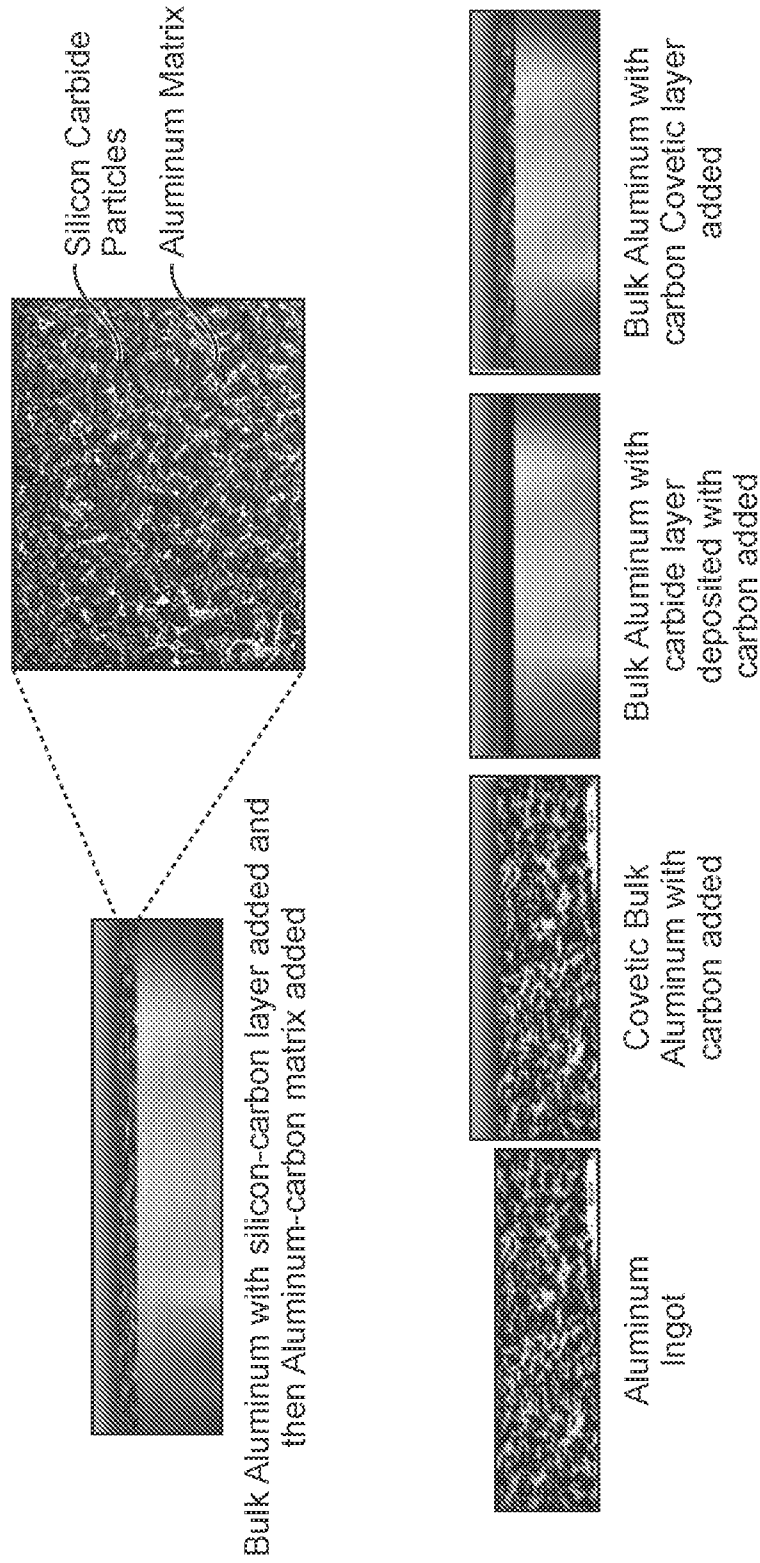 Silicon Carbide
Particles
Aluminum Matrix
Bulk Aluminum with silicon-carbon layer added and
then Aluminum-carbon matrix added
Aluminum
Ingot
Covetic Bulk
Aluminum with
carbon added
Bulk Aluminum with
carbide layer
deposited with
carbon added
Bulk Aluminum with
carbon Covetic layer
added